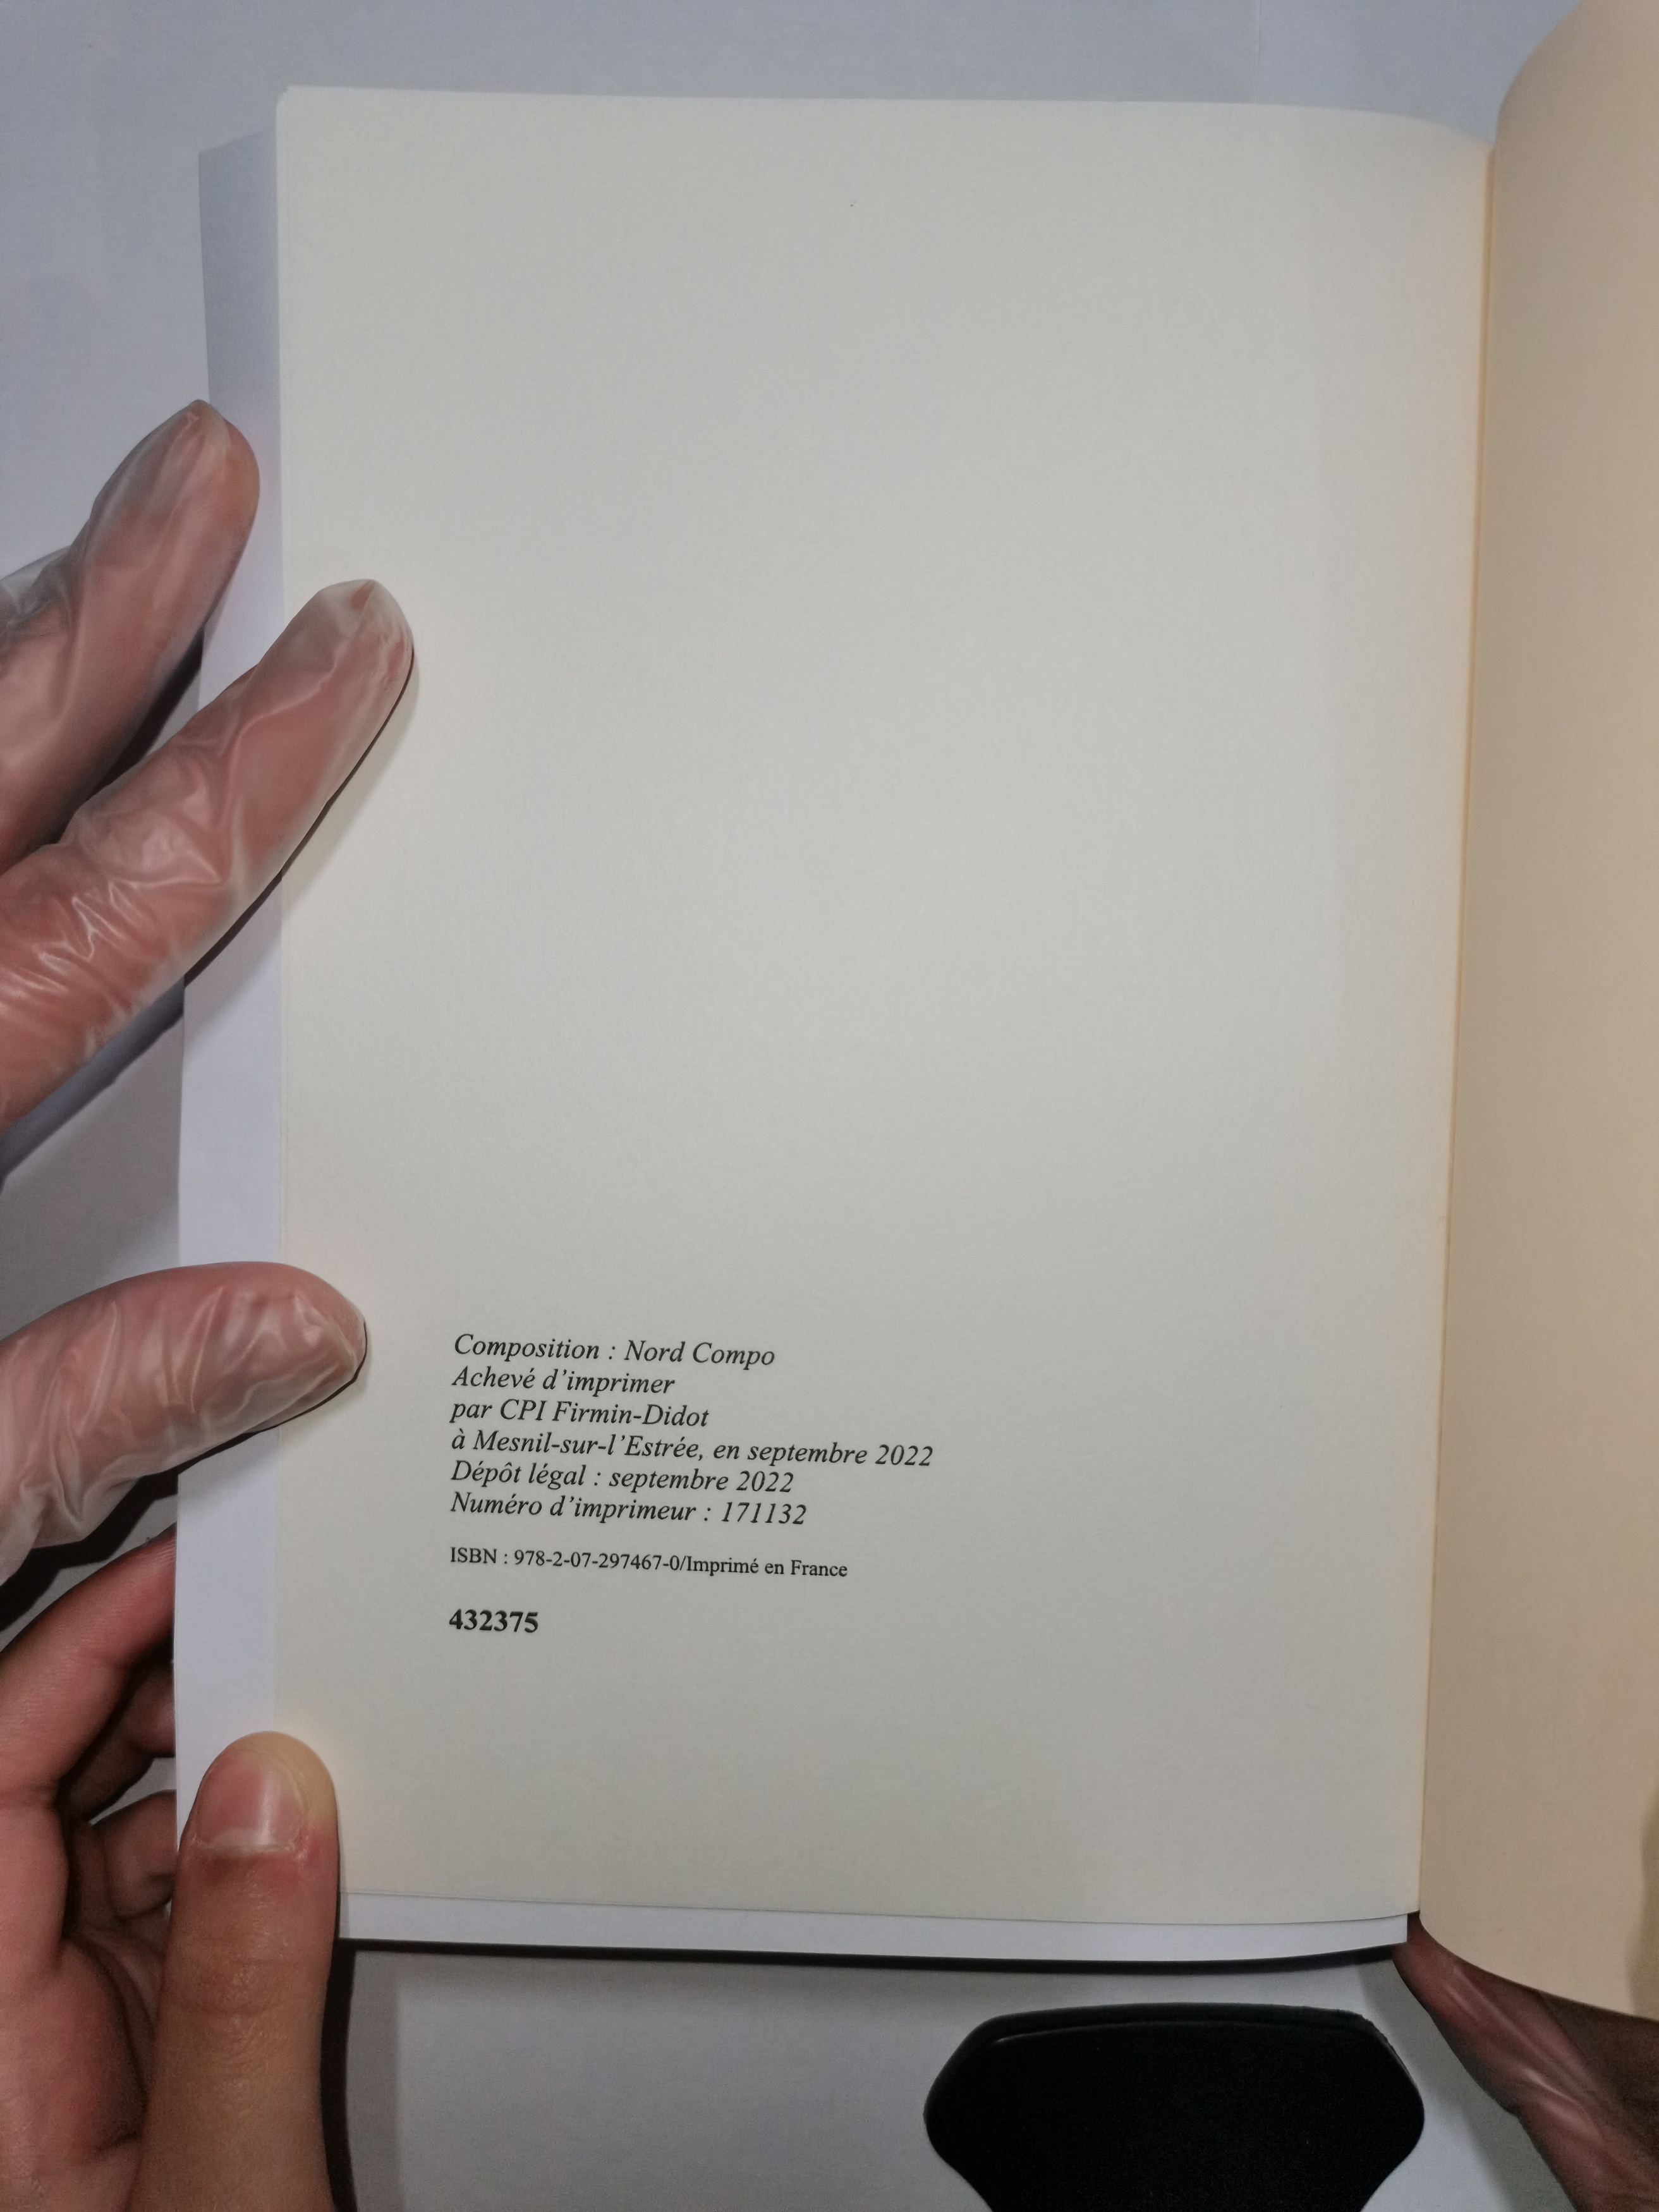 Composition : Nord Compo
Achevé d'imprimer
par CPI Firmin-Didot
à Mesnil-sur-l'Estrée, en septembre 2022
Dépôt légal : septembre 2022
Numéro d'imprimeur : 171132
ISBN : 978-2-07-297467-0/Imprimé en France
432375